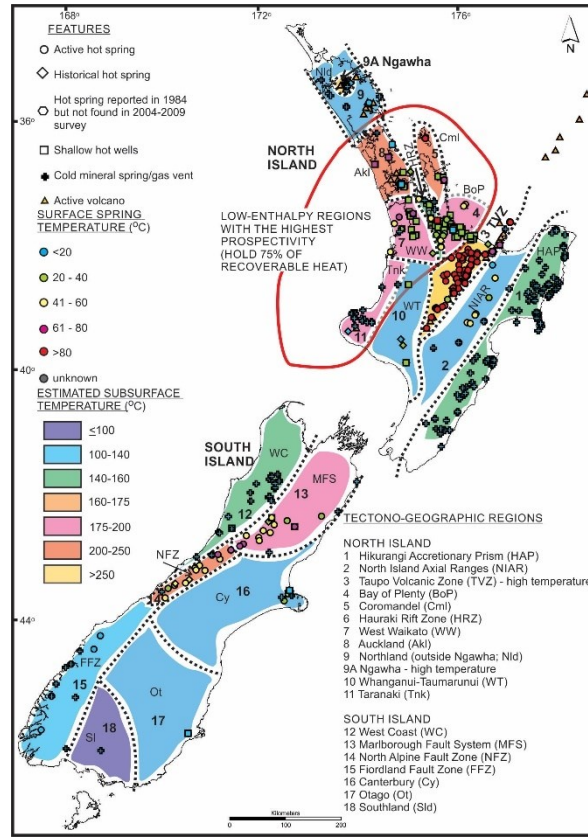 168°
172°
176°
FEATURES
Active hot spring
Historical hot spring
Hot spring reported in 1984
but not found in 2004-2009
survey
Shallow hot wells
Cold mineral spring/gas vent
Active volcano
SURFACE SPRING
TEMPERATURE (°C)
<20
20 - 40
41 - 60
61 - 80
>80
unknown
ESTIMATED SUBSURFACE
TEMPERATURE (°C)
≤100
100-140
140-160
160-175
175-200
200-250
>250
36°
40°
44°
N
9A Ngawha
Nld
9
NORTH
ISLAND
Akl
8
HRZ
Cml
BoP
4
LOW-ENTHALPY REGIONS
WITH THE HIGHEST
PROSPECTIVITY
(HOLD 75% OF
RECOVERABLE HEAT)
7
WW
3 TVZ
HAP
1
Tnk
11
10
WT
NIAR
2
SOUTH
ISLAND
WC
12
13
MFS
NFZ
14
16
Cy
FFZ
15
Ot
17
18
Sl
TECTONO-GEOGRAPHIC REGIONS
NORTH ISLAND
1 Hikurangi Accretionary Prism (HAP)
2 North Island Axial Ranges (NIAR)
3 Taupo Volcanic Zone (TVZ) - high temperature
4 Bay of Plenty (BoP)
5 Coromandel (Cml)
6 Hauraki Rift Zone (HRZ)
7 West Waikato (WW)
8 Auckland (Akl)
9 Northland (outside Ngawha; Nld)
9A Ngawha - high temperature
10 Whanganui-Taumarunui (WT)
11 Taranaki (Tnk)
SOUTH ISLAND
12 West Coast (WC)
13 Marlborough Fault System (MFS)
14 North Alpine Fault Zone (NFZ)
15 Fiordland Fault Zone (FFZ)
16 Canterbury (Cy)
17 Otago (Ot)
18 Southland (Sld)
Kilometers
0
100
200